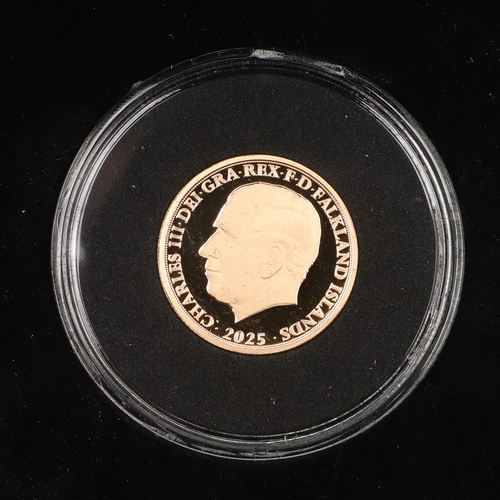 CHARLES III·DEI·GRA·REX·F·D·FALKLAND ISLANDS
· 2025 ·